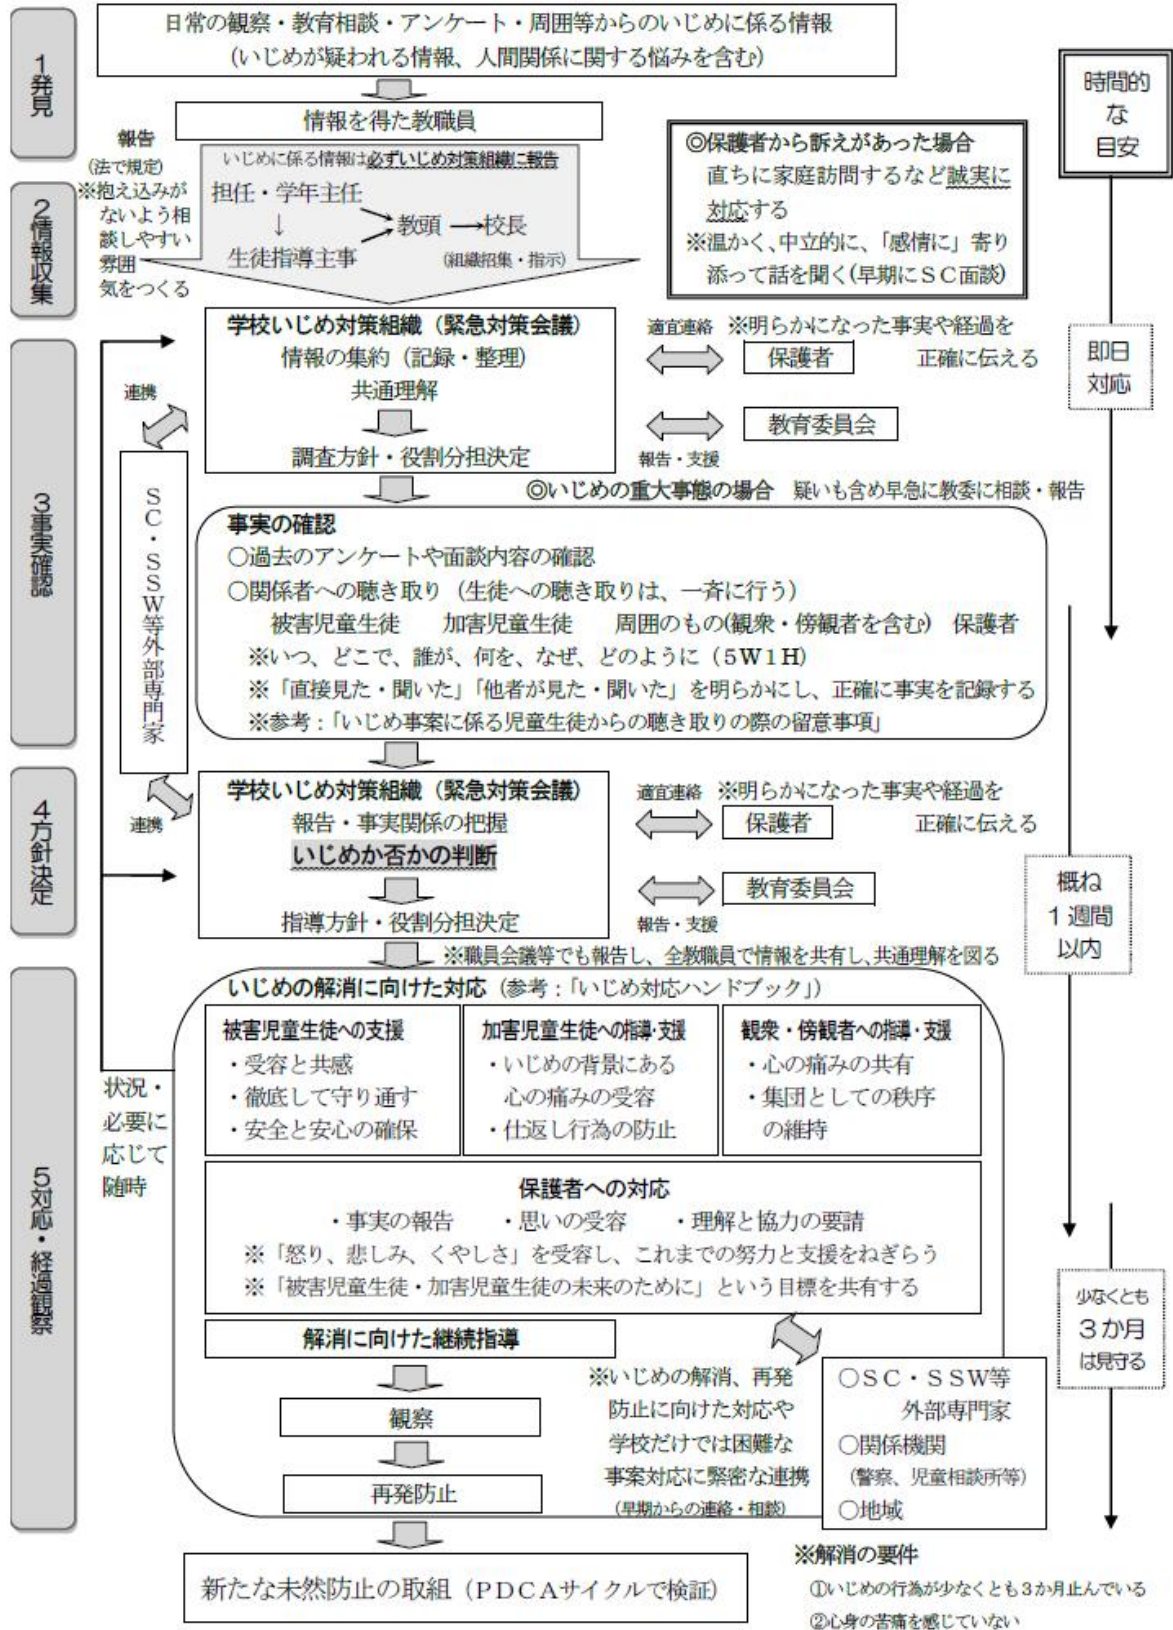 日常の観察・教育相談・アンケート・周囲等からのいじめに係る情報
(いじめが疑われる情報、人間関係に関する悩みを含む)
1発見
情報を得た教職員
時間的
な
目安
報告
(法で規定)
※抱え込みが
ないよう相
談しやすい
雰囲
気をつくる
いじめに係る情報は必ずいじめ対策組織に報告
担任・学年主任
↓
生徒指導主事
教頭→校長
(組織招集・指示)
◎保護者から訴えがあった場合
直ちに家庭訪問するなど誠実に
対応する
※温かく、中立的に、「感情に」寄り
添って話を聞く(早期にSC面談)
2情報収集
学校いじめ対策組織（緊急対策会議）
情報の集約（記録・整理）
共通理解
調査方針・役割分担決定
適宜連絡 ※明らかになった事実や経過を
正確に伝える
保護者
教育委員会
報告・支援
即日
対応
連携
SC・SSW等外部専門家
◎いじめの重大事態の場合 疑いも含め早急に教委に相談・報告
3事実確認
事実の確認
○過去のアンケートや面談内容の確認
○関係者への聴き取り（生徒への聴き取りは、一斉に行う）
被害児童生徒 加害児童生徒 周囲のもの(観衆・傍観者を含む) 保護者
※いつ、どこで、誰が、何を、なぜ、どのように（5W1H）
※「直接見た・聞いた」「他者が見た・聞いた」を明らかにし、正確に事実を記録する
※参考：「いじめ事案に係る児童生徒からの聴き取りの際の留意事項」
4方針決定
連携
学校いじめ対策組織（緊急対策会議）
報告・事実関係の把握
いじめか否かの判断
指導方針・役割分担決定
適宜連絡 ※明らかになった事実や経過を
正確に伝える
保護者
教育委員会
報告・支援
概ね
1週間
以内
※職員会議等でも報告し、全教職員で情報を共有し、共通理解を図る
5対応・経過観察
状況・
必要に
応じて
随時
いじめの解消に向けた対応（参考：「いじめ対応ハンドブック」）
被害児童生徒への支援
・受容と共感
・徹底して守り通す
・安全と安心の確保
加害児童生徒への指導・支援
・いじめの背景にある
心の痛みの受容
・仕返し行為の防止
観衆・傍観者への指導・支援
・心の痛みの共有
・集団としての秩序
の維持
保護者への対応
・事実の報告 ・思いの受容 ・理解と協力の要請
※「怒り、悲しみ、くやしさ」を受容し、これまでの努力と支援をねぎらう
※「被害児童生徒・加害児童生徒の未来のために」という目標を共有する
少なくとも
3か月
は見守る
解消に向けた継続指導
観察
再発防止
※いじめの解消、再発
防止に向けた対応や
学校だけでは困難な
事案対応に緊密な連携
(早期からの連絡・相談)
○SC・SSW等
外部専門家
○関係機関
(警察、児童相談所等)
○地域
新たな未然防止の取組（PDCAサイクルで検証）
※解消の要件
①いじめの行為が少なくとも3か月止んでいる
②心身の苦痛を感じていない